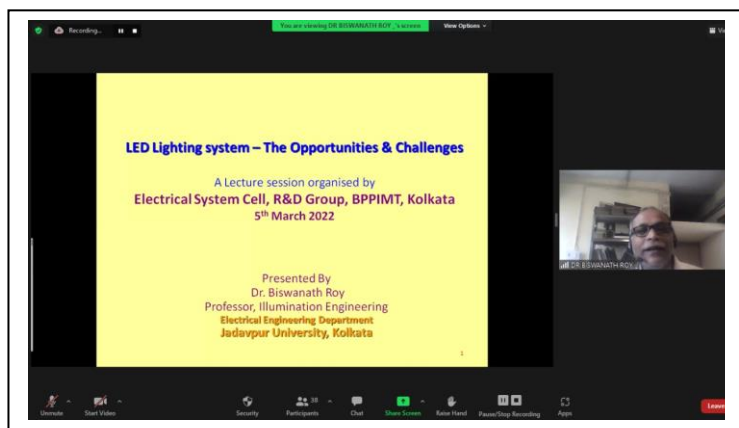 Recording...
You are viewing DR BISWANATH ROY ,'s screen
View Options
LED Lighting system – The Opportunities & Challenges
A Lecture session organised by
Electrical System Cell, R&D Group, BPPIMT, Kolkata
5th March 2022
Presented By
Dr. Biswanath Roy
Professor, Illumination Engineering
Electrical Engineering Department
Jadavpur University, Kolkata
1
DR BISWANATH ROY
Unmute
Start Video
Security
Participants
38
Chat
Share Screen
Raise Hand
Pause/Stop Recording
Apps
Leave